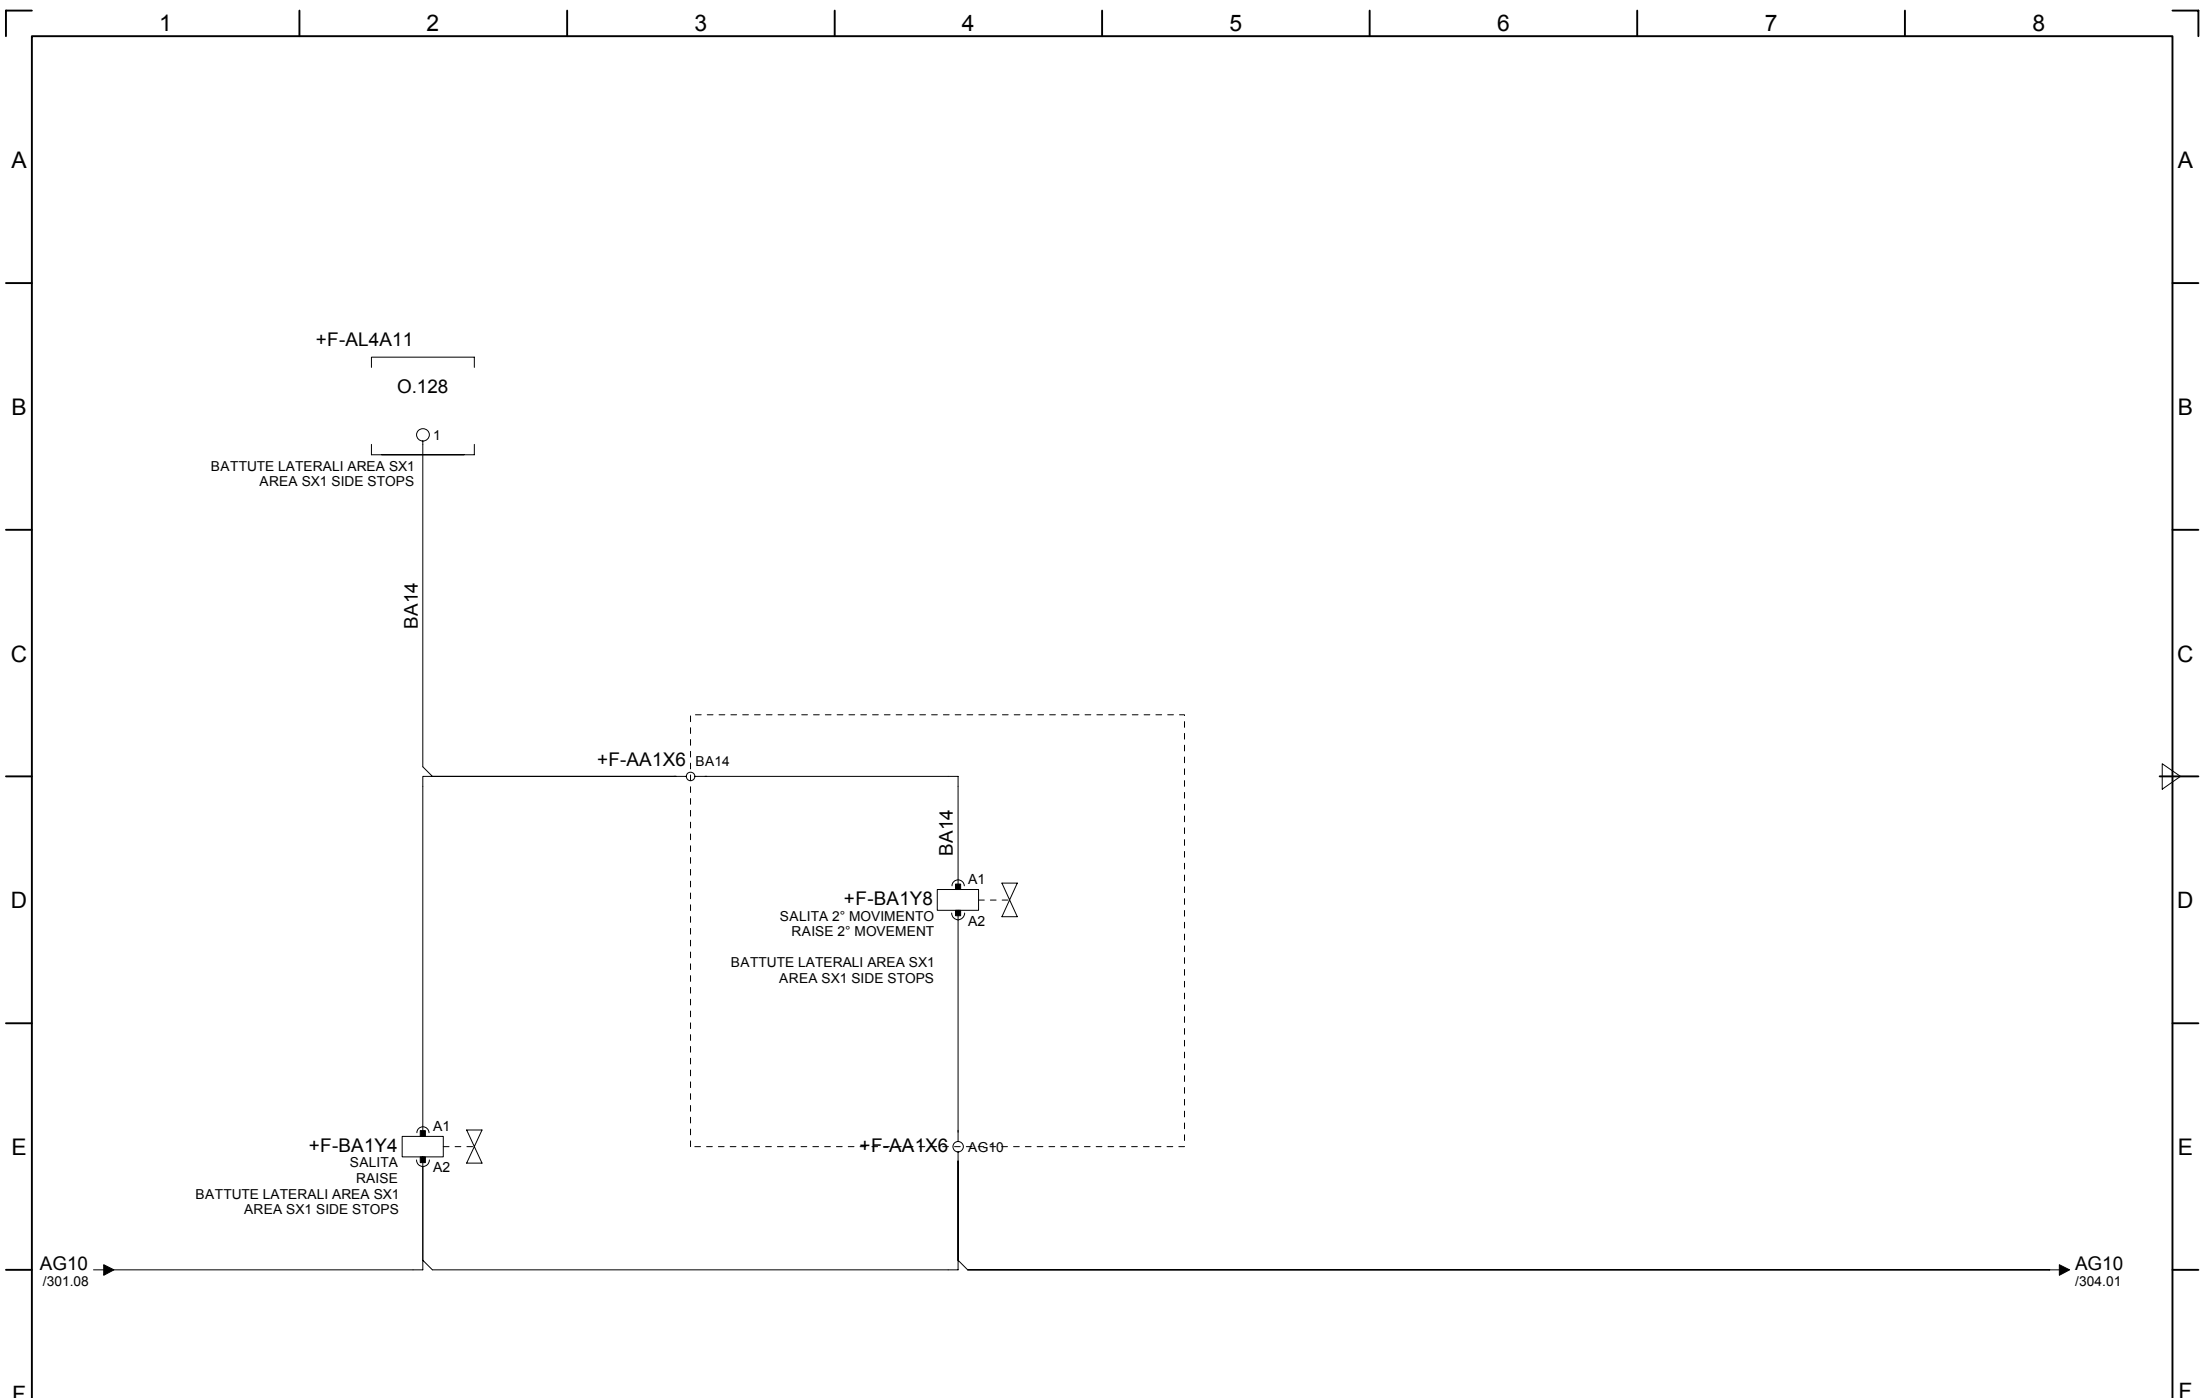 1 2 3 4 5 6 7 8
A A
+F-AL4A11
O.128
B B
1
BATTUTE LATERALI AREA SX1
AREA SX1 SIDE STOPS
BA14
C C
+F-AA1X6 BA14
BA14
A1
+F-BA1Y8
D D
SALITA 2° MOVIMENTO
A2
RAISE 2° MOVEMENT
BATTUTE LATERALI AREA SX1
AREA SX1 SIDE STOPS
A1
E +F-BA1Y4 +F-AA1X6 AG10 E
SALITA
A2
RAISE
BATTUTE LATERALI AREA SX1
AREA SX1 SIDE STOPS
AG10 AG10
/301.08 /304.01
F F